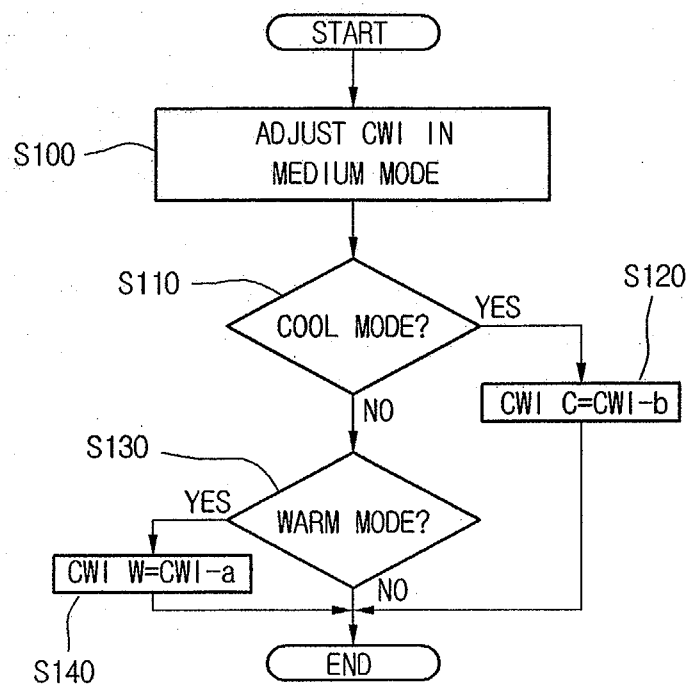 START
S100
ADJUST CWI IN
MEDIUM MODE
S110
COOL MODE?
YES
S120
CWI C=CWI-b
NO
S130
YES
WARM MODE?
CWI W=CWI-a
NO
S140
END